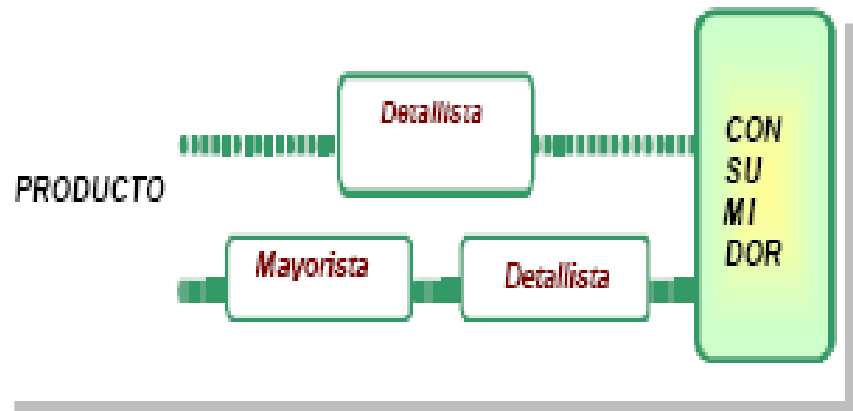 Detallista
PRODUCTO
Mayorista
Detallista
CON
SU
MI
DOR